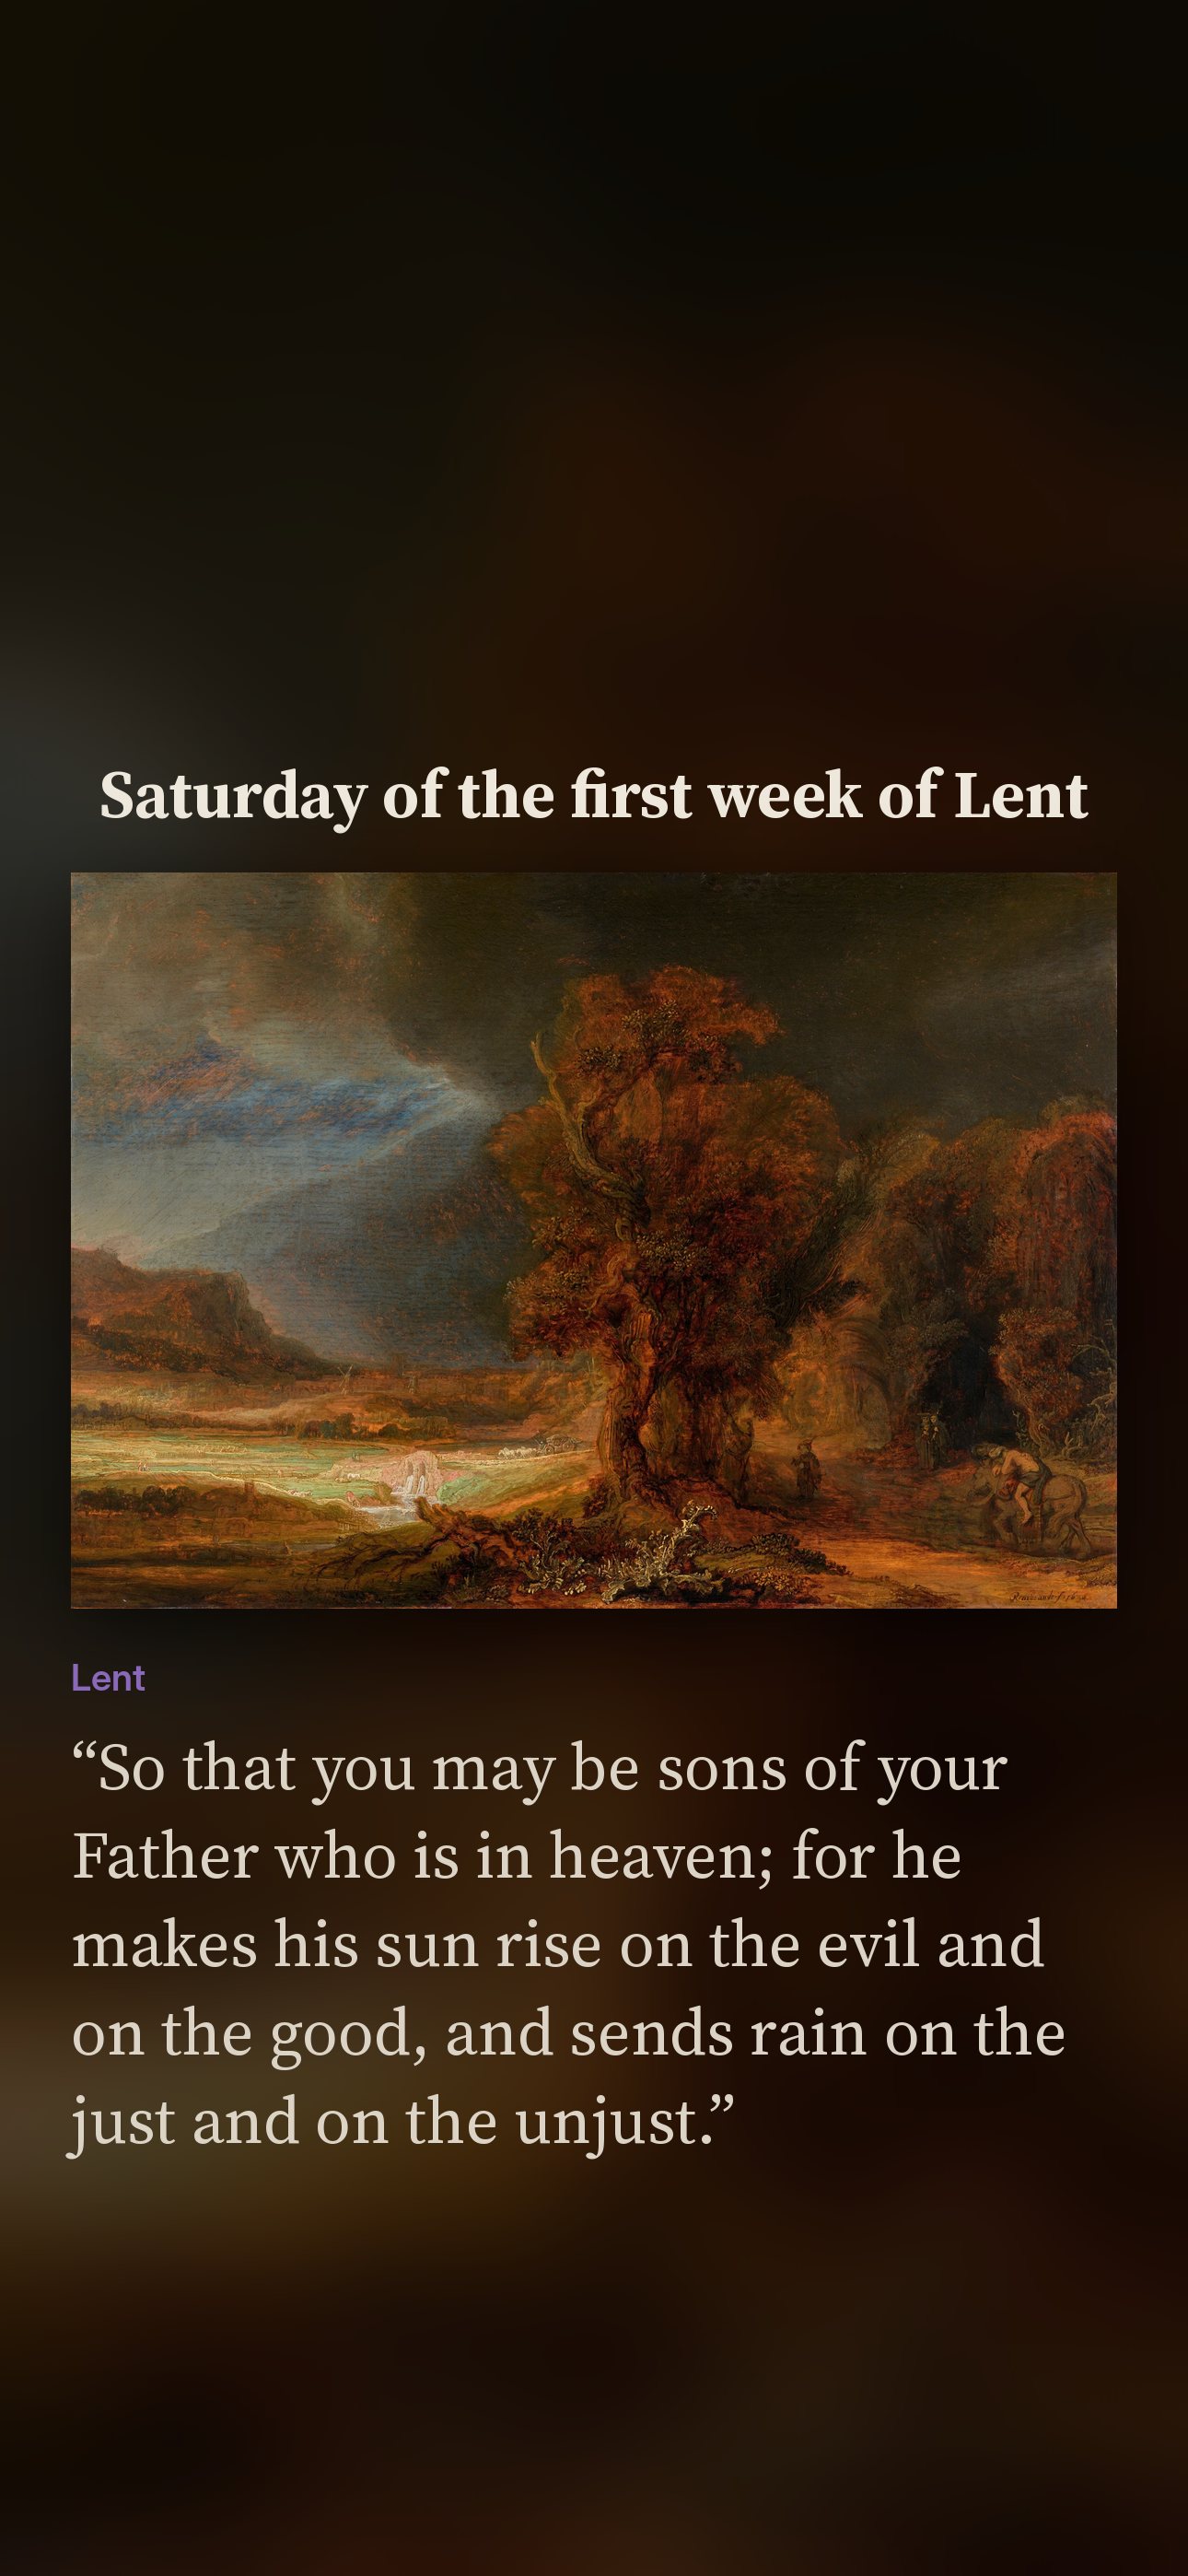 Saturday of the first week of Lent
Lent
“So that you may be sons of your
Father who is in heaven; for he
makes his sun rise on the evil and
on the good, and sends rain on the
just and on the unjust.”